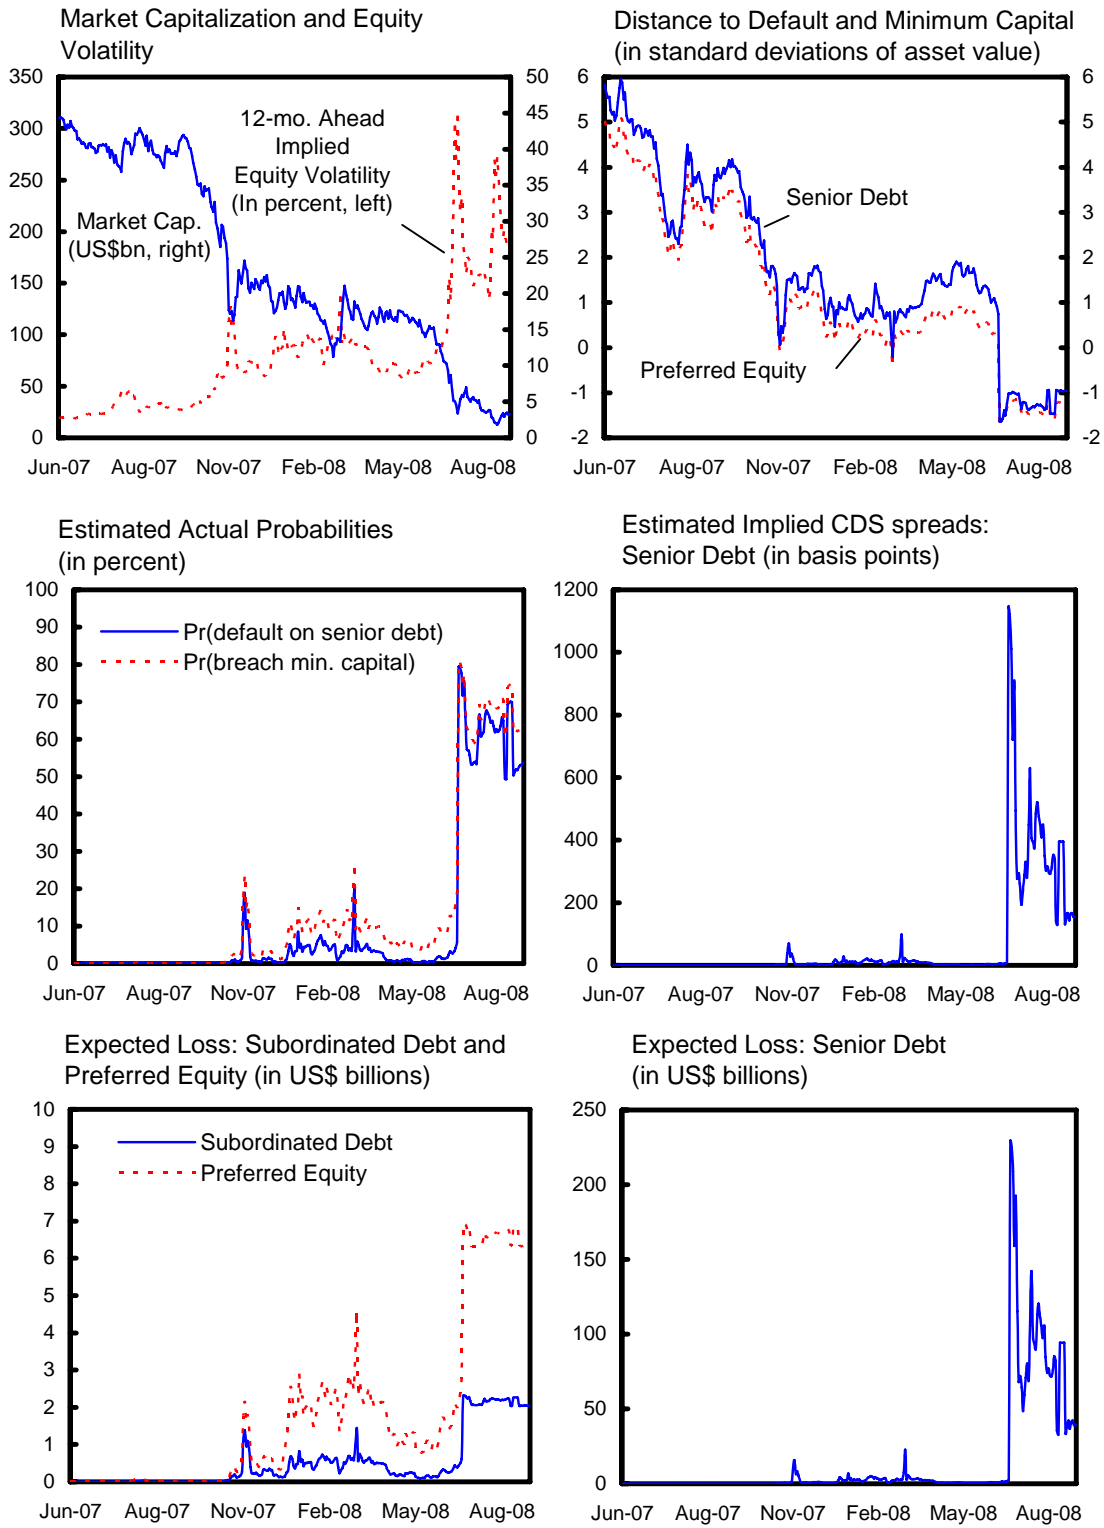 Market Capitalization and Equity
Volatility
350
300
250
200
150
100
50
0
50
45
40
35
30
25
20
15
10
5
0
12-mo. Ahead
Implied
Equity Volatility
(In percent, left)
Market Cap.
(US$bn, right)
Jun-07 Aug-07 Nov-07 Feb-08 May-08 Aug-08
Distance to Default and Minimum Capital
(in standard deviations of asset value)
6
5
4
3
2
1
0
-1
-2
6
5
4
3
2
1
0
-1
-2
Senior Debt
Preferred Equity
Jun-07 Aug-07 Nov-07 Feb-08 May-08 Aug-08
Estimated Actual Probabilities
(in percent)
100
90
80
70
60
50
40
30
20
10
0
Pr(default on senior debt)
Pr(breach min. capital)
Jun-07 Aug-07 Nov-07 Feb-08 May-08 Aug-08
Estimated Implied CDS spreads:
Senior Debt (in basis points)
1200
1000
800
600
400
200
0
Jun-07 Aug-07 Nov-07 Feb-08 May-08 Aug-08
Expected Loss: Subordinated Debt and
Preferred Equity (in US$ billions)
10
9
8
7
6
5
4
3
2
1
0
Subordinated Debt
Preferred Equity
Jun-07 Aug-07 Nov-07 Feb-08 May-08 Aug-08
Expected Loss: Senior Debt
(in US$ billions)
250
200
150
100
50
0
Jun-07 Aug-07 Nov-07 Feb-08 May-08 Aug-08